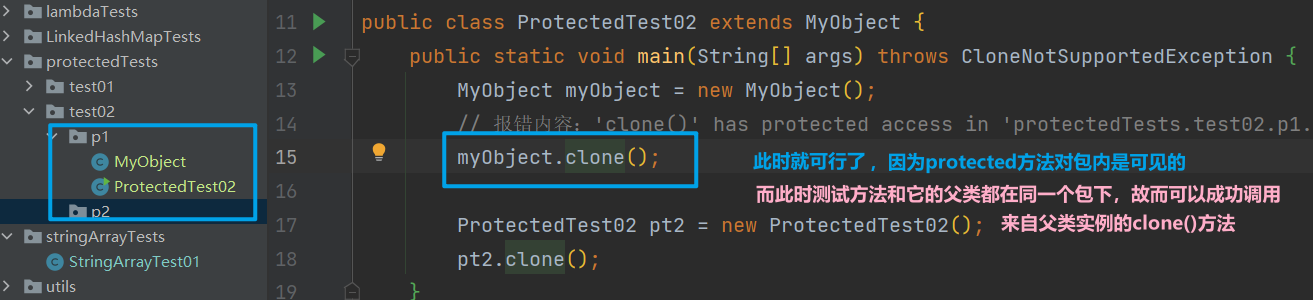 lambdaTests
LinkedHashMapTests
protectedTests
test01
test02
p1
MyObject
ProtectedTest02
p2
stringArrayTests
StringArrayTest01
utils
11 public class ProtectedTest02 extends MyObject {
12 public static void main(String[] args) throws CloneNotSupportedException {
13 MyObject myObject = new MyObject();
14 // 报错内容：'clone()' has protected access in 'protectedTests.test02.p1.
15 myObject.clone(); 此时就可行了，因为protected方法对包内是可见的
16 而此时测试方法和它的父类都在同一个包下，故而可以成功调用
17 ProtectedTest02 pt2 = new ProtectedTest02(); 来自父类实例的clone()方法
18 pt2.clone();
19 }